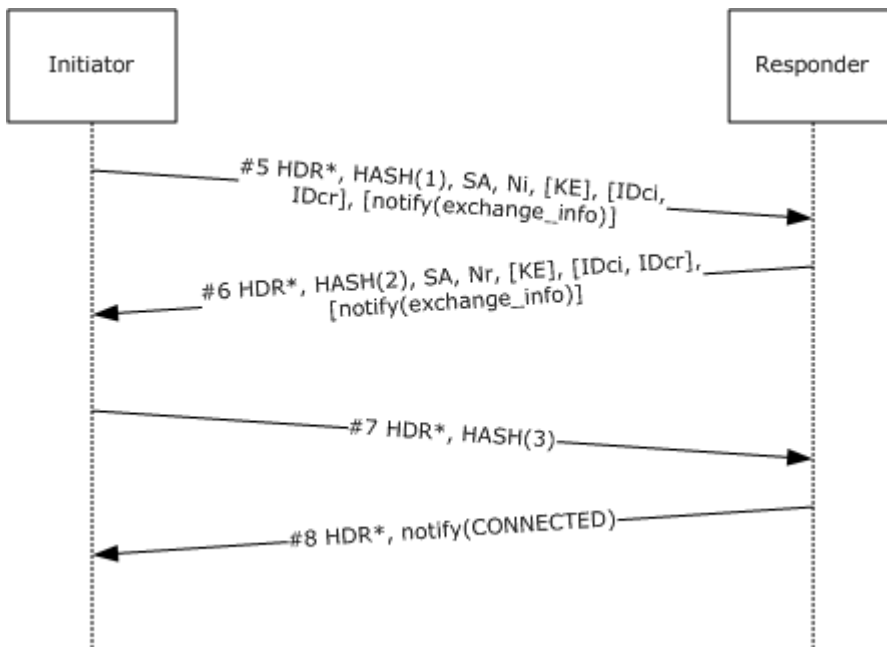 Initiator
Responder
#5 HDR*, HASH(1), SA, Ni, [KE], [IDci,
IDcr], [notify(exchange_info)]
#6 HDR*, HASH(2), SA, Nr, [KE], [IDci, IDcr],
[notify(exchange_info)]
#7 HDR*, HASH(3)
#8 HDR*, notify(CONNECTED)